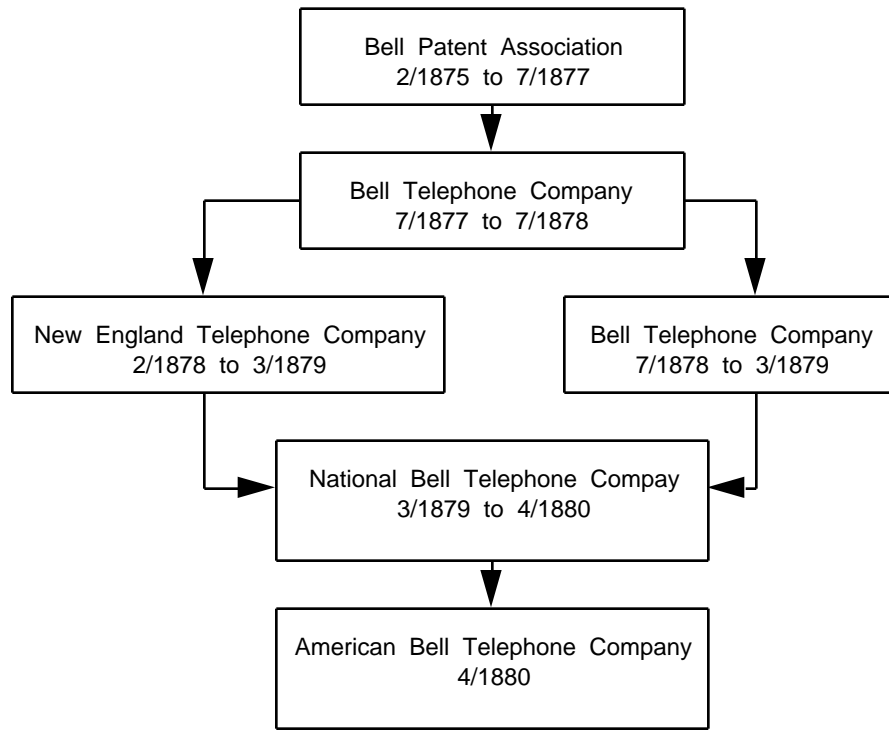 Bell Patent Association
2/1875 to 7/1877
Bell Telephone Company
7/1877 to 7/1878
New England Telephone Company
2/1878 to 3/1879
Bell Telephone Company
7/1878 to 3/1879
National Bell Telephone Compay
3/1879 to 4/1880
American Bell Telephone Company
4/1880